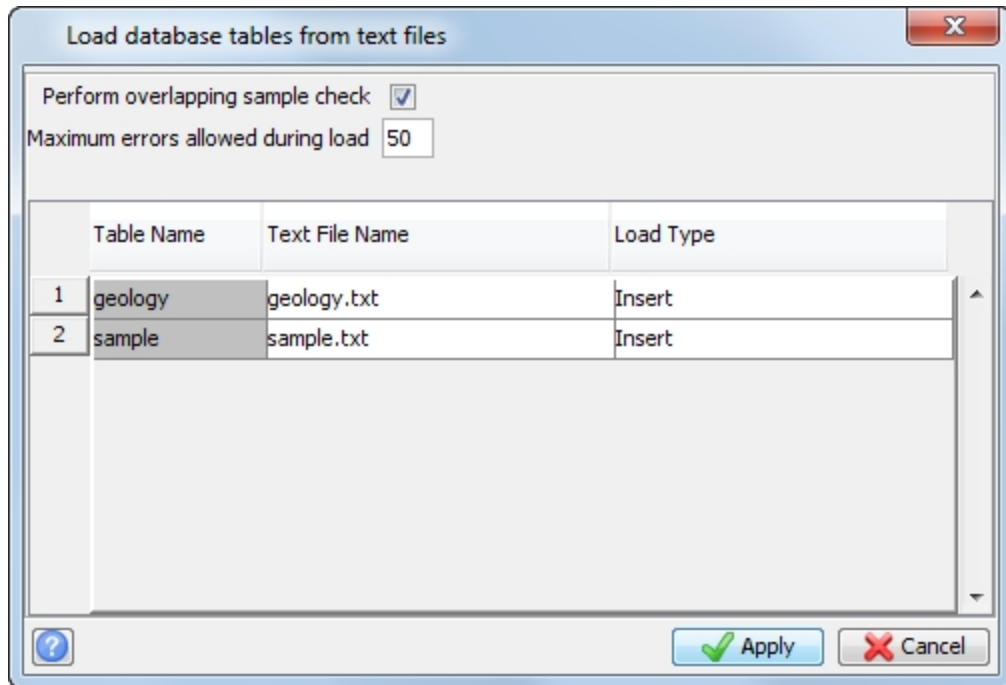 Load database tables from text files
Perform overlapping sample check
Maximum errors allowed during load 50
Table Name Text File Name Load Type
1 geology geology.txt Insert
2 sample sample.txt Insert
? Apply Cancel